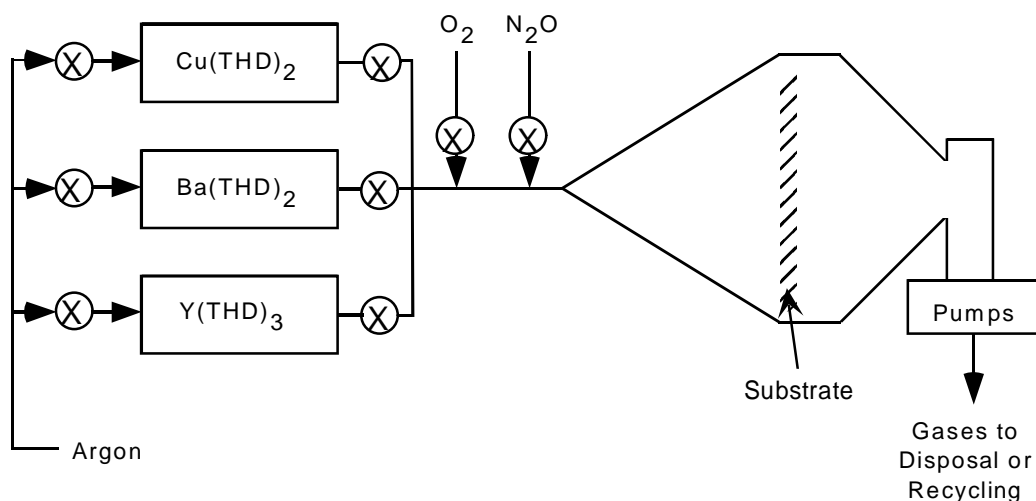 O2 N2O
X Cu(THD)2 X
X X
X Ba(THD)2 X
X Y(THD)3 X
Pumps
Substrate
Argon
Gases to
Disposal or
Recycling